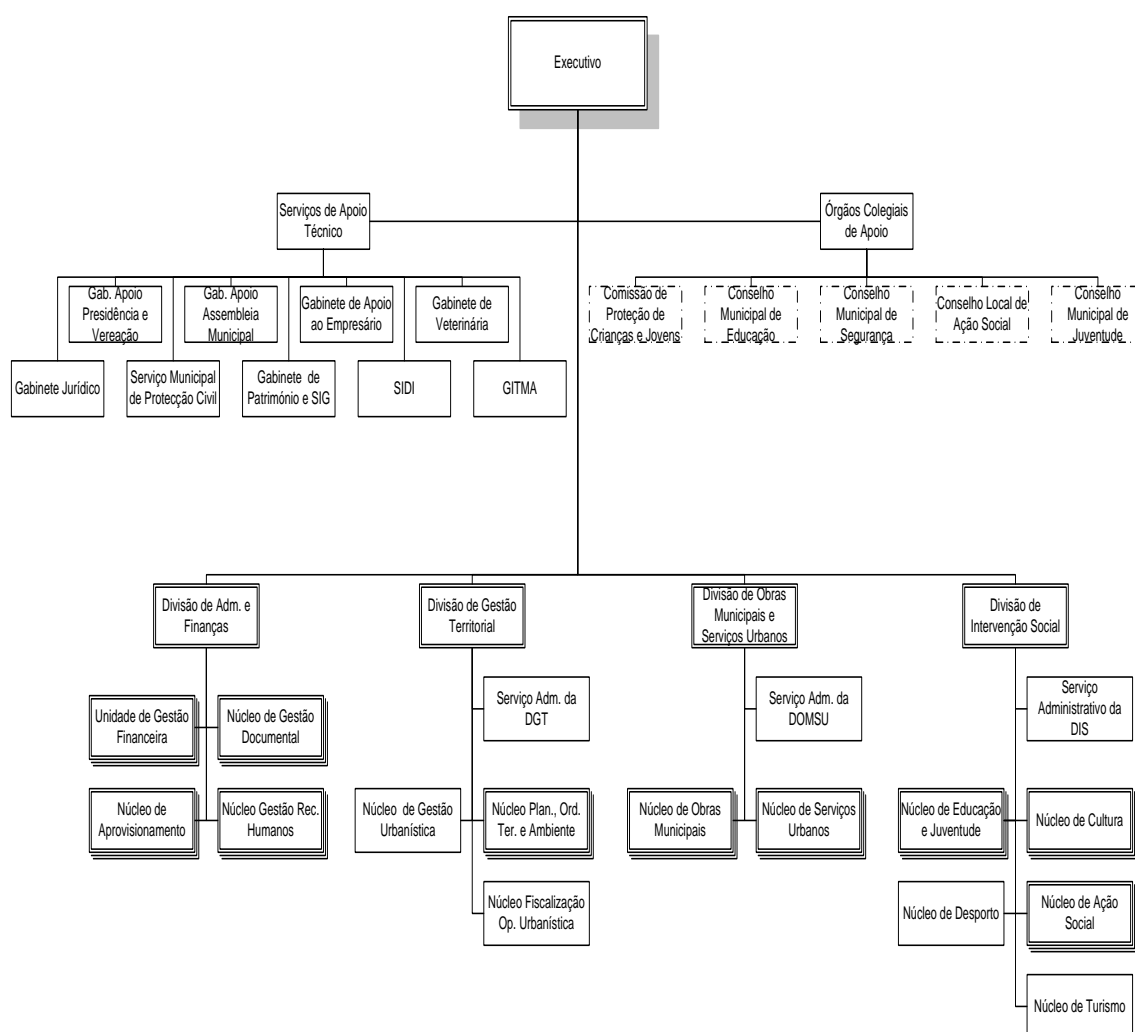 Executivo
Serviços de Apoio
Técnico
Órgãos Colegiais
de Apoio
Gab. Apoio
Presidência e
Vereação
Gab. Apoio
Assembleia
Municipal
Gabinete de Apoio
ao Empresário
Gabinete de
Veterinária
Comissão de
Proteção de
Crianças e Jovens
Conselho
Municipal de
Educação
Conselho
Municipal de
Segurança
Conselho Local de
Ação Social
Conselho
Municipal de
Juventude
Gabinete Jurídico
Serviço Municipal
de Protecção Civil
Gabinete de
Património e SIG
SIDI
GITMA
Divisão de Adm. e
Finanças
Divisão de Gestão
Territorial
Divisão de Obras
Municipais e
Serviços Urbanos
Divisão de
Intervenção Social
Unidade de Gestão
Financeira
Núcleo de Gestão
Documental
Serviço Adm. da
DGT
Serviço Adm. da
DOMSU
Serviço
Administrativo da
DIS
Núcleo de
Aprovisionamento
Núcleo Gestão Rec.
Humanos
Núcleo de Gestão
Urbanística
Núcleo Plan., Ord.
Ter. e Ambiente
Núcleo de Obras
Municipais
Núcleo de Serviços
Urbanos
Núcleo de Educação
e Juventude
Núcleo de Cultura
Núcleo Fiscalização
Op. Urbanística
Núcleo de Desporto
Núcleo de Ação
Social
Núcleo de Turismo